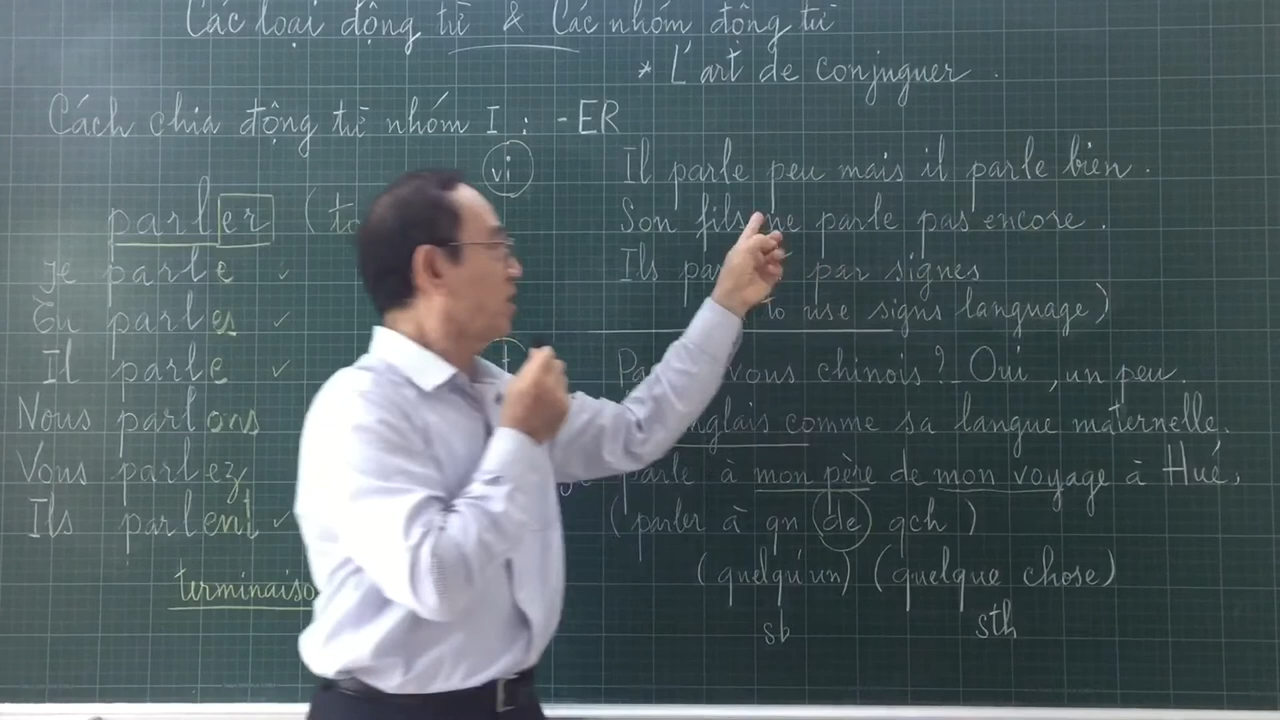 Các loại động từ & Các nhóm động từ
* L'art de conjuguer .
Cách chia động từ nhóm I : -ER
parler (to
Je parle ✓
Tu parles ✓
Il parle ✓
Nous parlons
Vous parlez
Ils parlent ✓
vi
Il parle peu mais il parle bien .
Son fils ne parle pas encore .
Ils par signes
to use signs language)
vous chinois ? _ Oui , un peu .
anglais comme sa langue maternelle .
parle à mon père de mon voyage à Huế ,
(parler à qn de qch )
(quelqu'un) (quelque chose)
sb sth